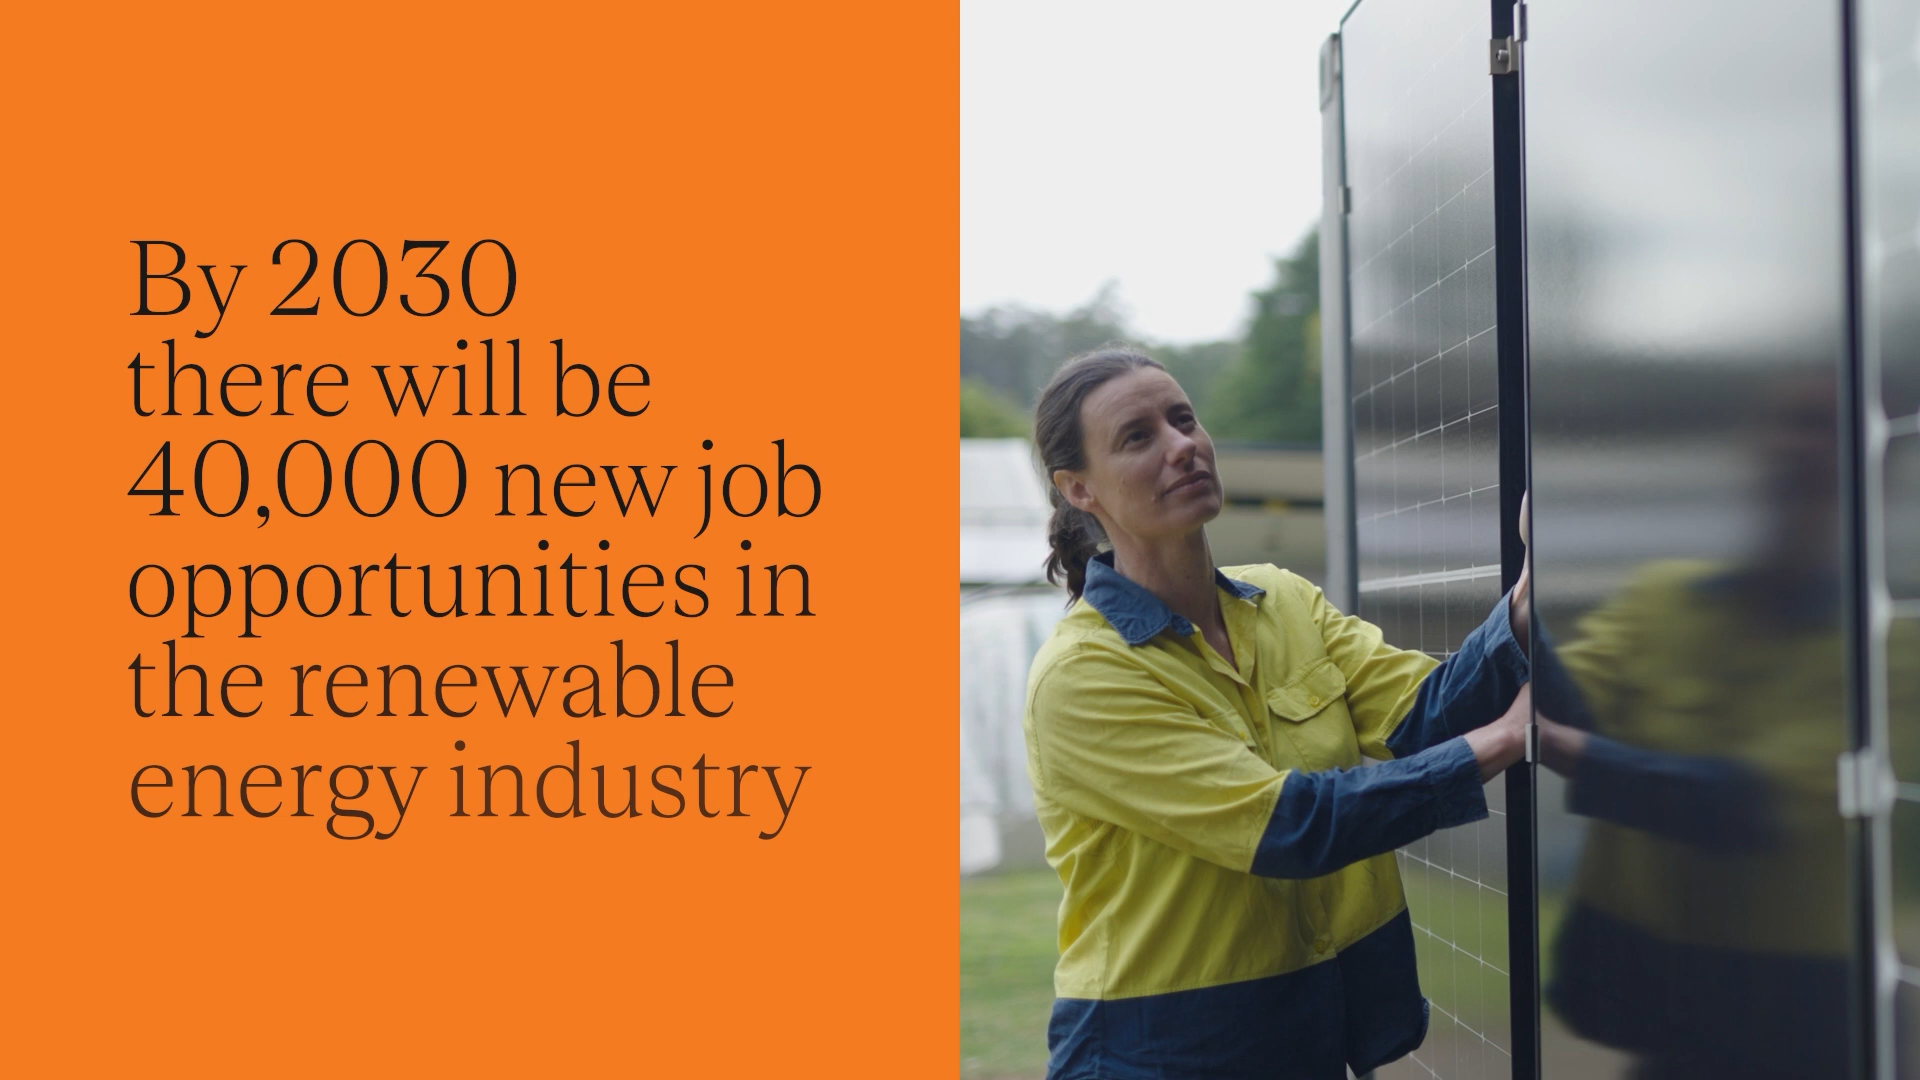 By 2030
there will be
40,000 new job
opportunities in
the renewable
energy industry